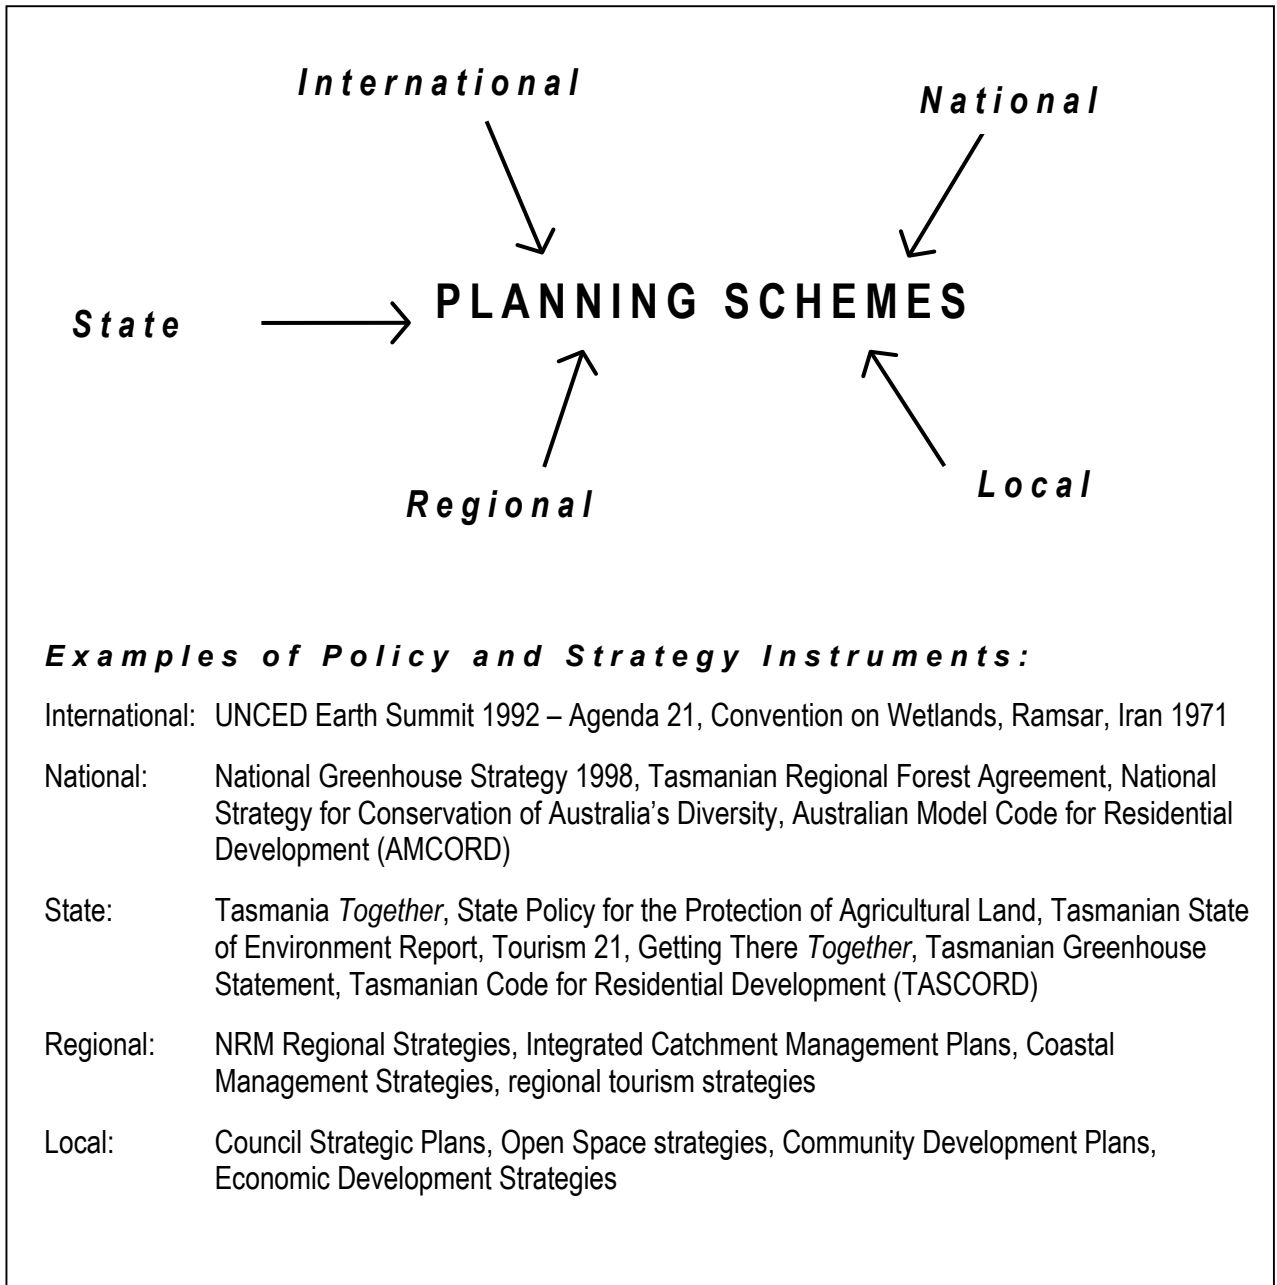 International
National
PLANNING SCHEMES
State
Regional
Local
Examples of Policy and Strategy Instruments:
International: UNCED Earth Summit 1992 – Agenda 21, Convention on Wetlands, Ramsar, Iran 1971
National: National Greenhouse Strategy 1998, Tasmanian Regional Forest Agreement, National
Strategy for Conservation of Australia’s Diversity, Australian Model Code for Residential
Development (AMCORD)
State: Tasmania Together, State Policy for the Protection of Agricultural Land, Tasmanian State
of Environment Report, Tourism 21, Getting There Together, Tasmanian Greenhouse
Statement, Tasmanian Code for Residential Development (TASCORD)
Regional: NRM Regional Strategies, Integrated Catchment Management Plans, Coastal
Management Strategies, regional tourism strategies
Local: Council Strategic Plans, Open Space strategies, Community Development Plans,
Economic Development Strategies